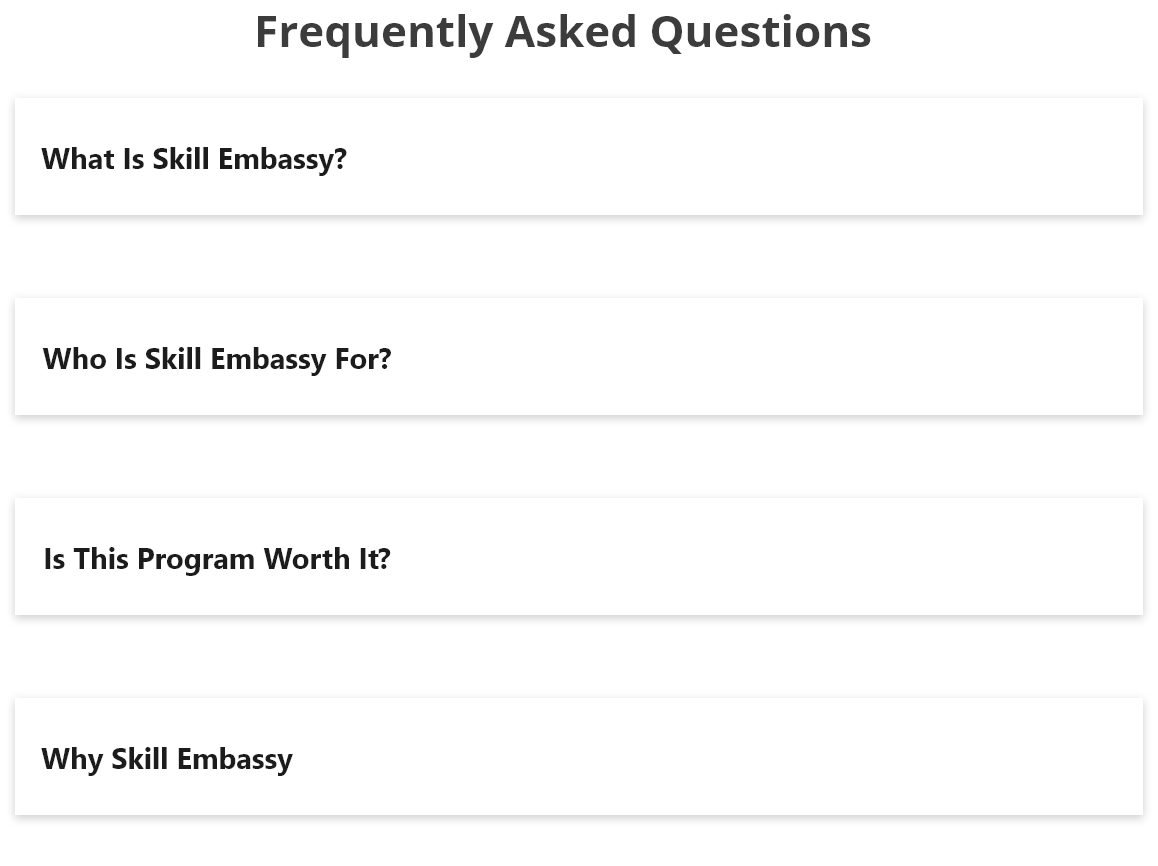 Frequently Asked Questions
What Is Skill Embassy?
Who Is Skill Embassy For?
Is This Program Worth It?
Why Skill Embassy